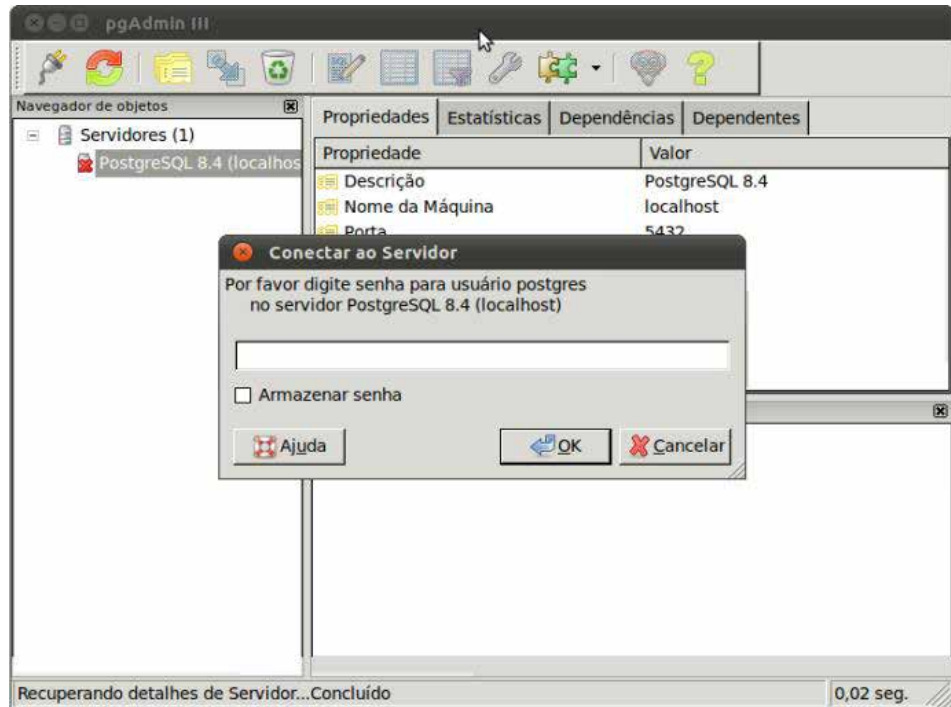 pgAdmin III
Navegador de objetos
Servidores (1)
PostgreSQL 8.4 (localhos
Propriedades Estatísticas Dependências Dependentes
Propriedade Valor
Descrição PostgreSQL 8.4
Nome da Máquina localhost
Porta 5432
Conectar ao Servidor
Por favor digite senha para usuário postgres
no servidor PostgreSQL 8.4 (localhost)
Armazenar senha
Ajuda OK Cancelar
Recuperando detalhes de Servidor...Concluído 0,02 seg.